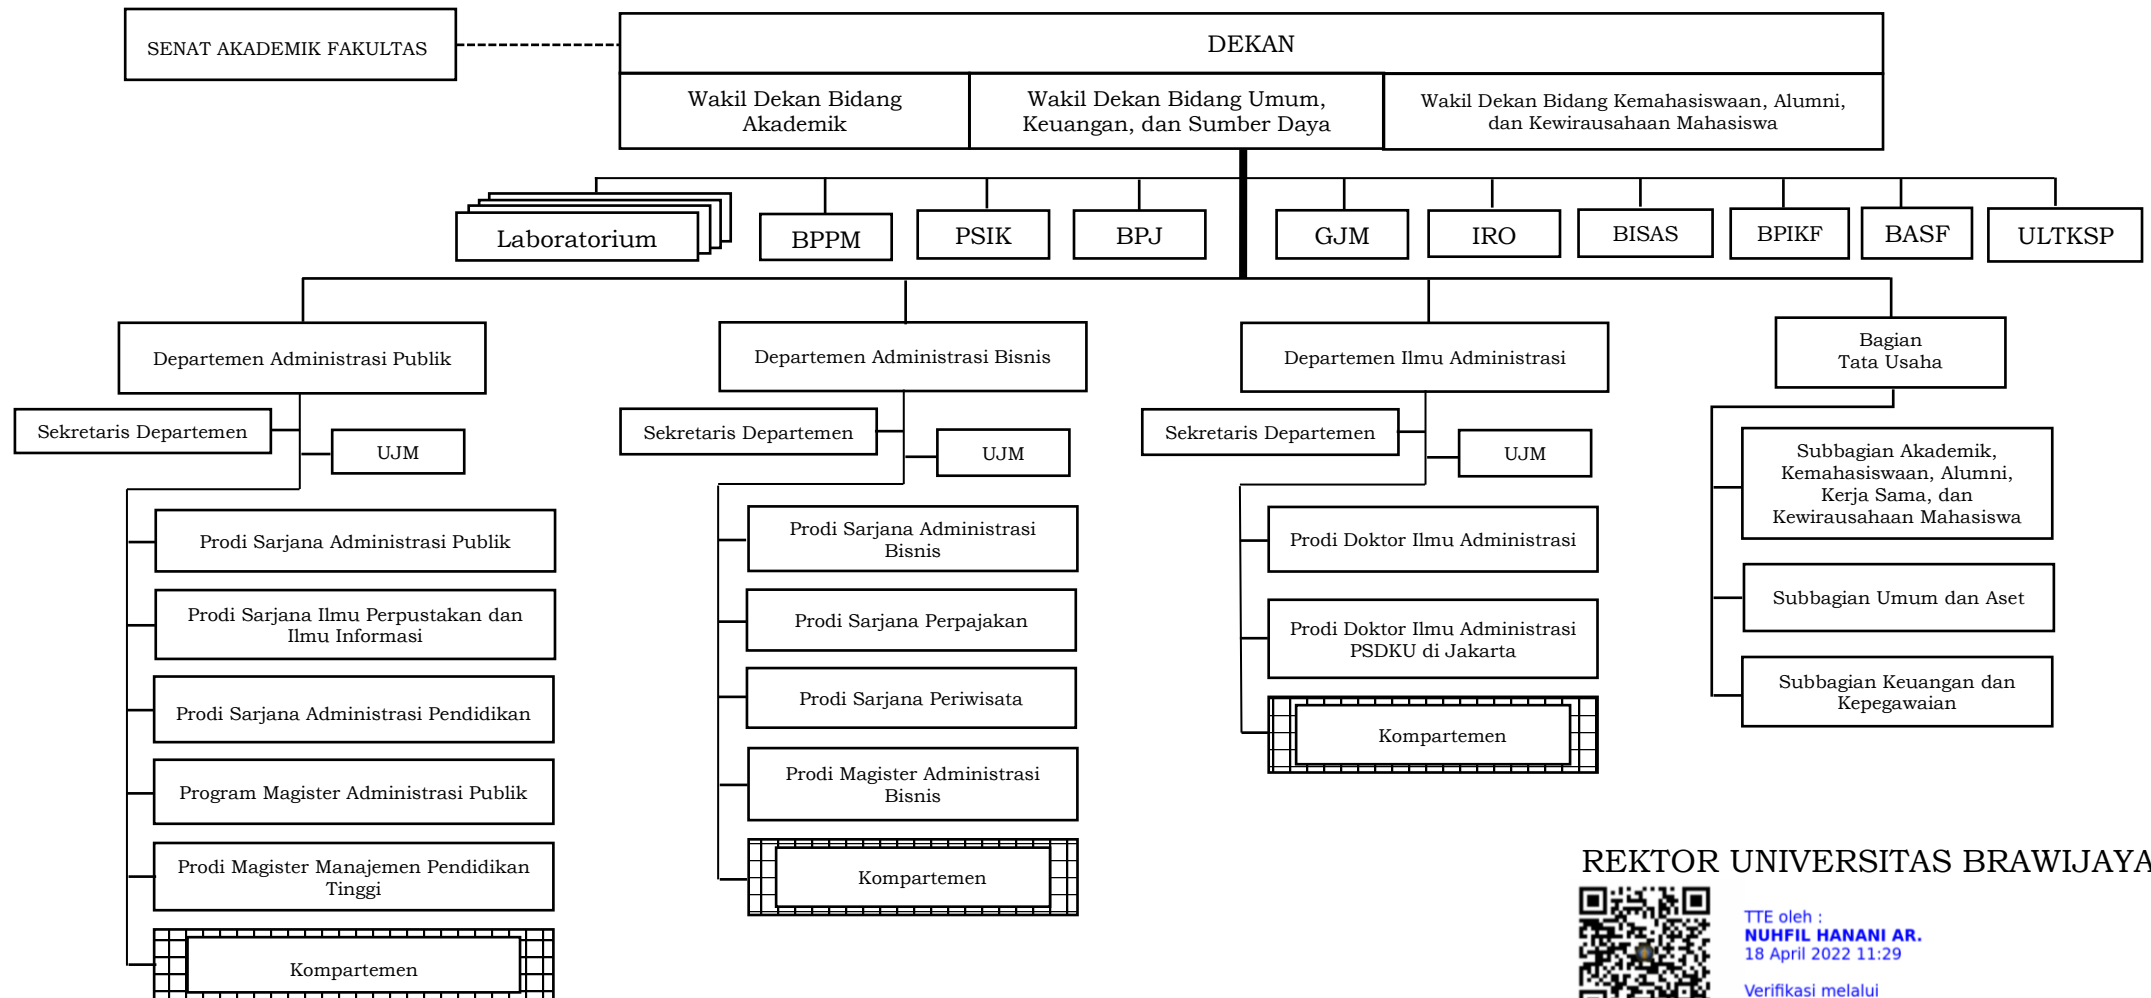 SENAT AKADEMIK FAKULTAS
DEKAN
Wakil Dekan Bidang
Akademik
Wakil Dekan Bidang Umum,
Keuangan, dan Sumber Daya
Wakil Dekan Bidang Kemahasiswaan, Alumni,
dan Kewirausahaan Mahasiswa
Laboratorium
BPPM
PSIK
BPJ
GJM
IRO
BISAS
BPIKF
BASF
ULTKSP
Departemen Administrasi Publik
Sekretaris Departemen
UJM
Prodi Sarjana Administrasi Publik
Prodi Sarjana Ilmu Perpustakan dan
Ilmu Informasi
Prodi Sarjana Administrasi Pendidikan
Program Magister Administrasi Publik
Prodi Magister Manajemen Pendidikan
Tinggi
Kompartemen
Departemen Administrasi Bisnis
Sekretaris Departemen
UJM
Prodi Sarjana Administrasi
Bisnis
Prodi Sarjana Perpajakan
Prodi Sarjana Periwisata
Prodi Magister Administrasi
Bisnis
Kompartemen
Departemen Ilmu Administrasi
Sekretaris Departemen
UJM
Prodi Doktor Ilmu Administrasi
Prodi Doktor Ilmu Administrasi
PSDKU di Jakarta
Kompartemen
Bagian
Tata Usaha
Subbagian Akademik,
Kemahasiswaan, Alumni,
Kerja Sama, dan
Kewirausahaan Mahasiswa
Subbagian Umum dan Aset
Subbagian Keuangan dan
Kepegawaian
REKTOR UNIVERSITAS BRAWIJAYA
TTE oleh :
NUHFIL HANANI AR.
18 April 2022 11:29
Verifikasi melalui